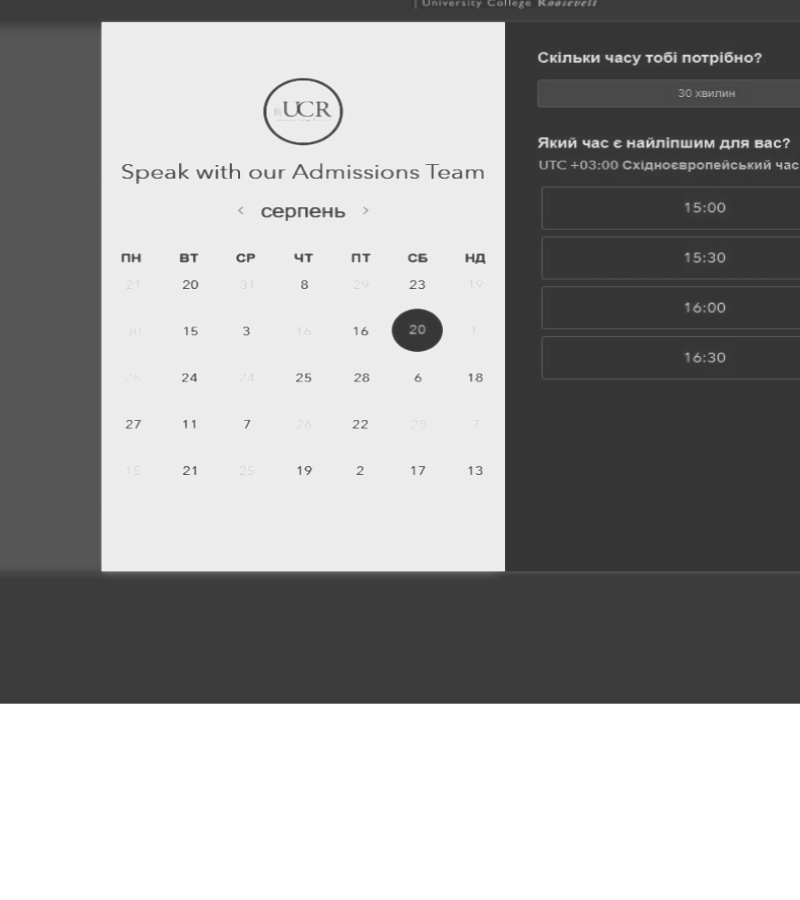 | University College Roosevelt
UCR
Speak with our Admissions Team
< серпень >
ПН ВТ СР ЧТ ПТ СБ НД
21 20 31 8 29 23 19
30 15 3 16 16 20 1
25 24 24 25 28 6 18
27 11 7 26 22 28 7
15 21 25 19 2 17 13
Скільки часу тобі потрібно?
30 хвилин
Який час є найліпшим для вас?
UTC +03:00 Східноєвропейський час
15:00
15:30
16:00
16:30